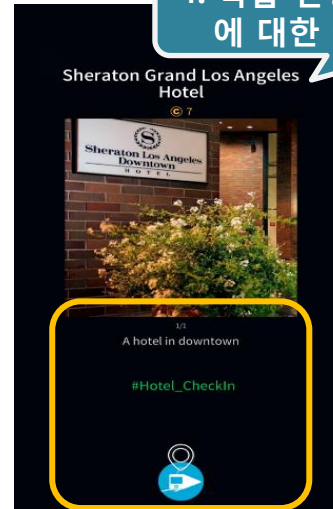 에 대한
Sheraton Grand Los Angeles
Hotel
© 7
S
Sheraton Los Angeles
Downtown
HOTEL
1/1
A hotel in downtown
#Hotel_CheckIn